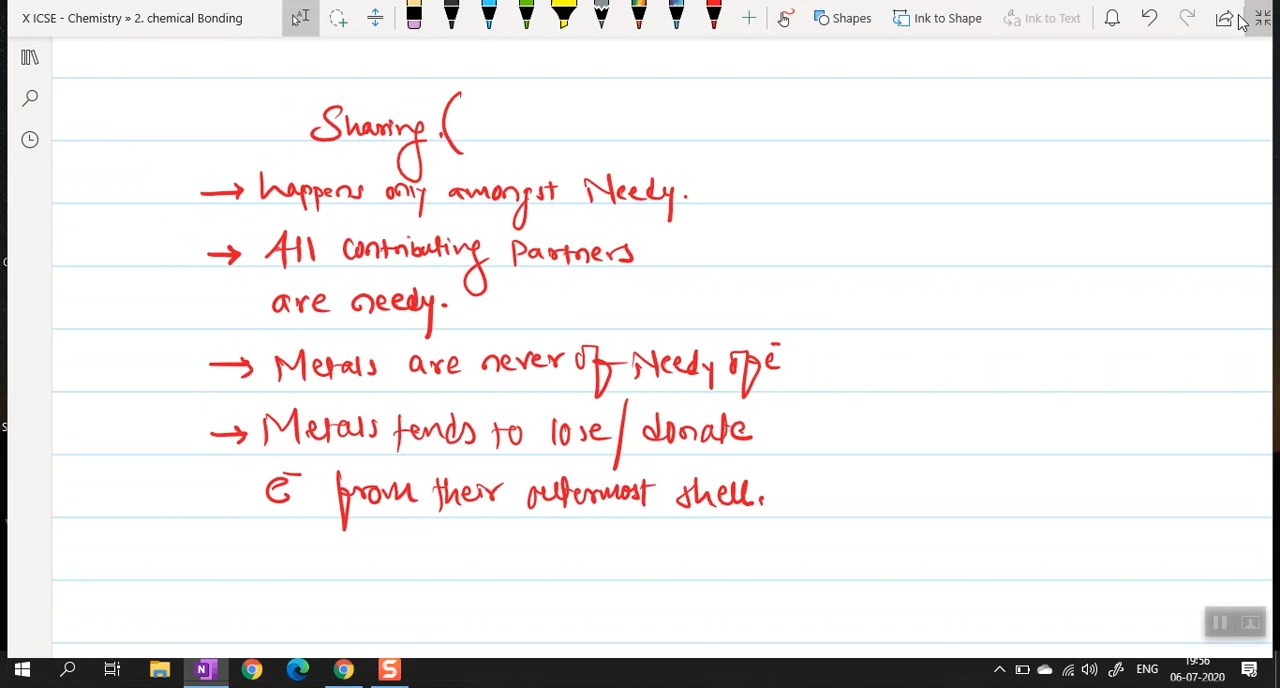 X ICSE - Chemistry » 2. chemical Bonding
Shapes
Ink to Shape
Ink to Text
Sharing. (
→ happens only amongst Needy.
→ All contributing Partners
are needy.
→ Metals are never of Needy of e⁻
→ Metals tends to lose/donate
e⁻ from their outermost shell.
ENG
19:56
06-07-2020